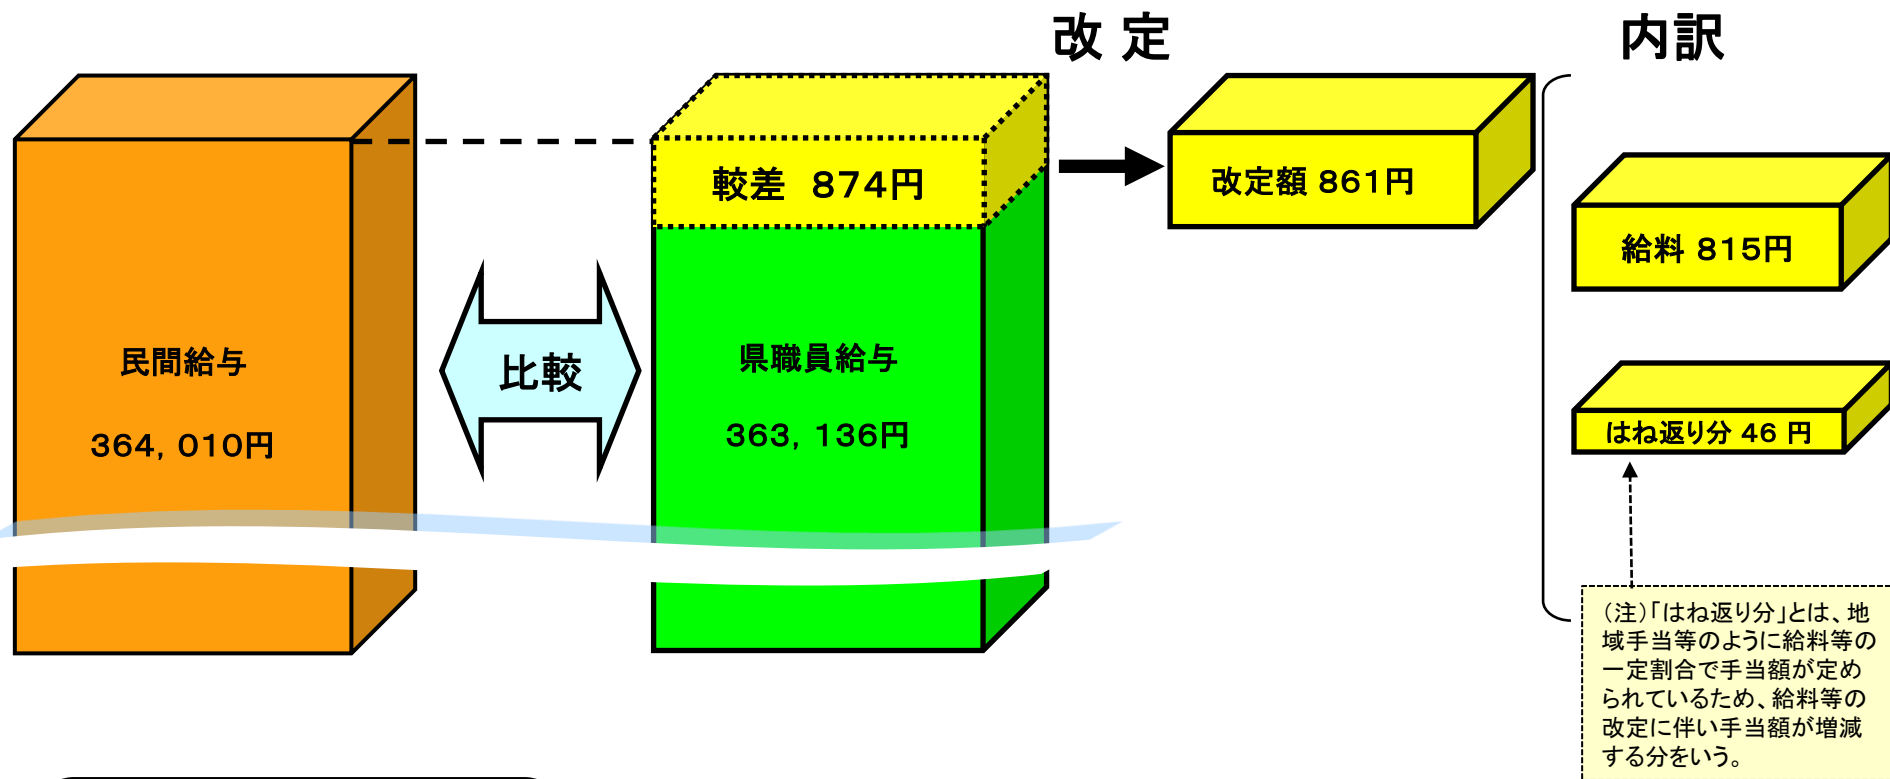 改 定
内訳
較差 874円
改定額 861円
給料 815円
民間給与
364, 010円
比較
県職員給与
363, 136円
はね返り分 46 円
(注)「はね返り分」とは、地
域手当等のように給料等の
一定割合で手当額が定め
られているため、給料等の
改定に伴い手当額が増減
する分をいう。